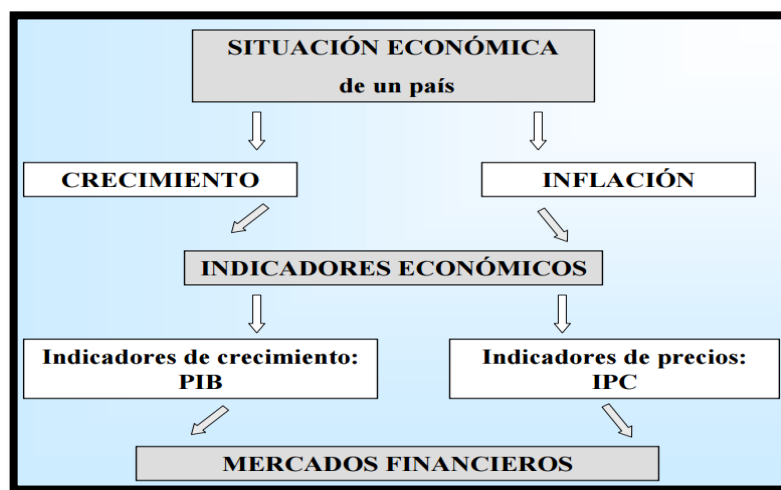 SITUACIÓN ECONÓMICA
de un país
CRECIMIENTO
INFLACIÓN
INDICADORES ECONÓMICOS
Indicadores de crecimiento:
PIB
Indicadores de precios:
IPC
MERCADOS FINANCIEROS